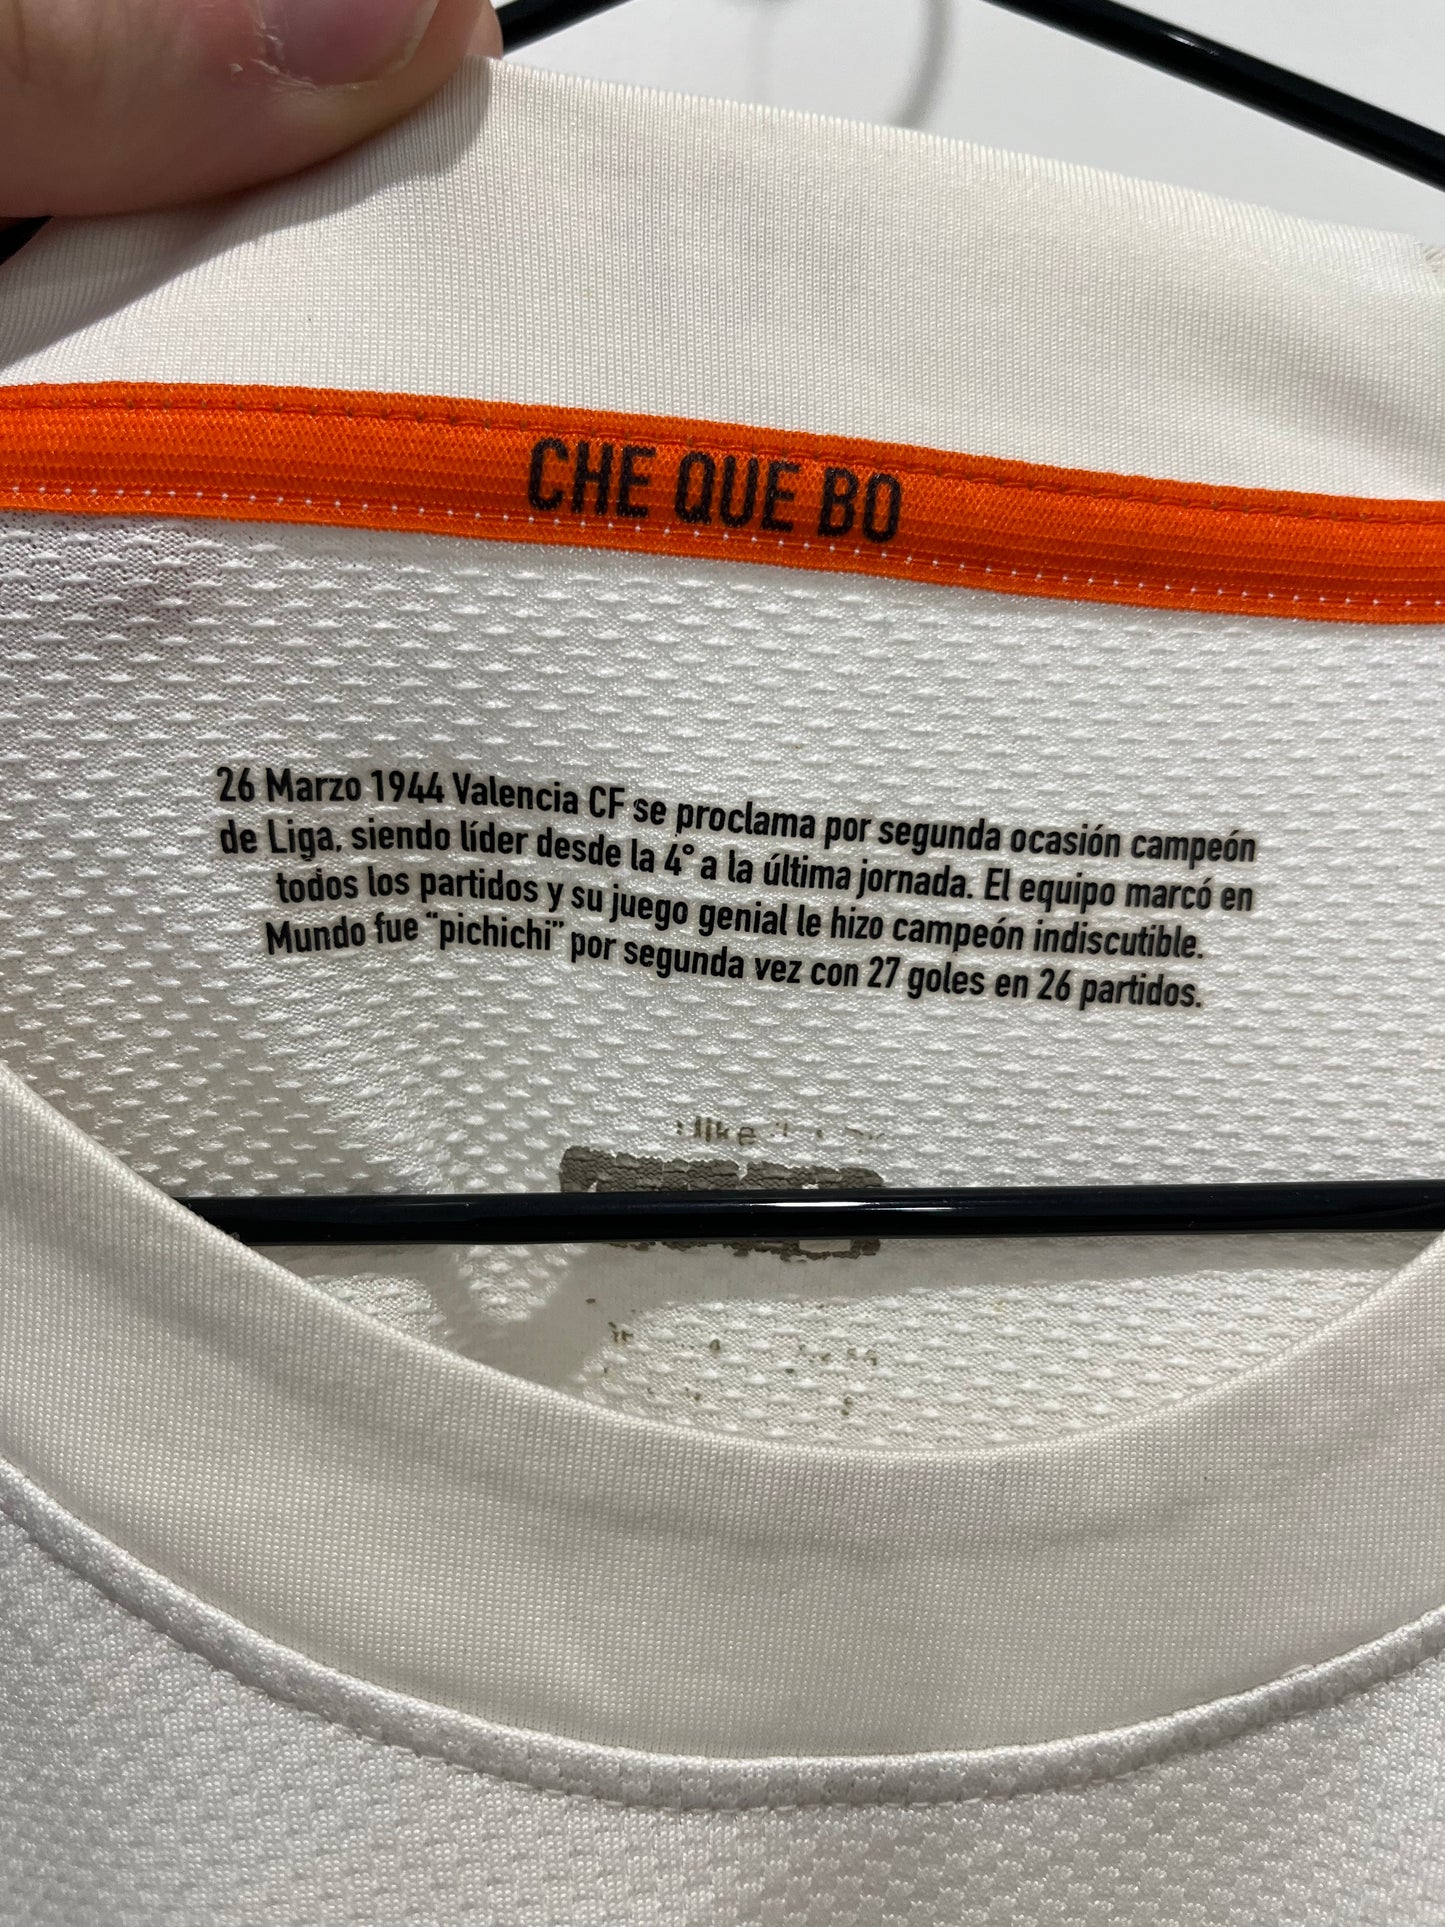 CHE QUE BO
26 Marzo 1944 Valencia CF se proclama por segunda ocasión campeón
de Liga, siendo líder desde la 4° a la última jornada. El equipo marcó en
todos los partidos y su juego genial le hizo campeón indiscutible.
Mundo fue “pichichi” por segunda vez con 27 goles en 26 partidos.